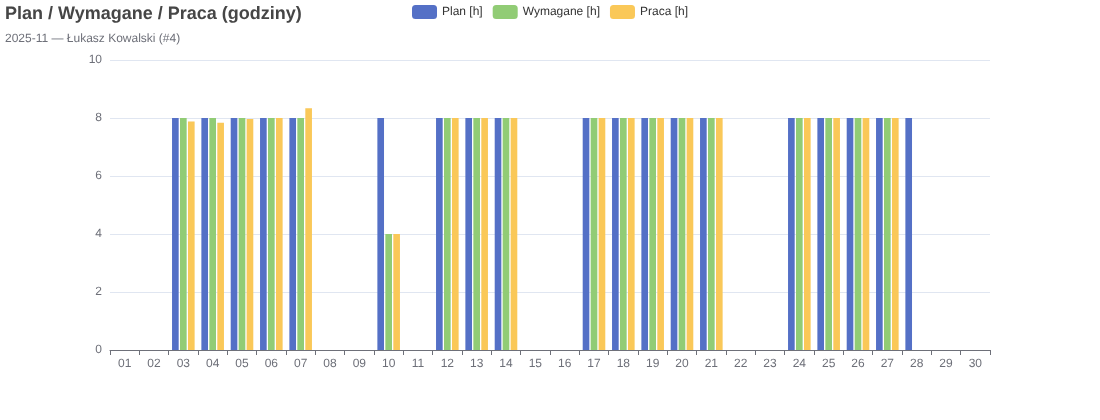 Plan / Wymagane / Praca (godziny)
Plan [h] Wymagane [h] Praca [h]
2025-11 — Łukasz Kowalski (#4)
10
8
6
4
2
0
01 02 03 04 05 06 07 08 09 10 11 12 13 14 15 16 17 18 19 20 21 22 23 24 25 26 27 28 29 30